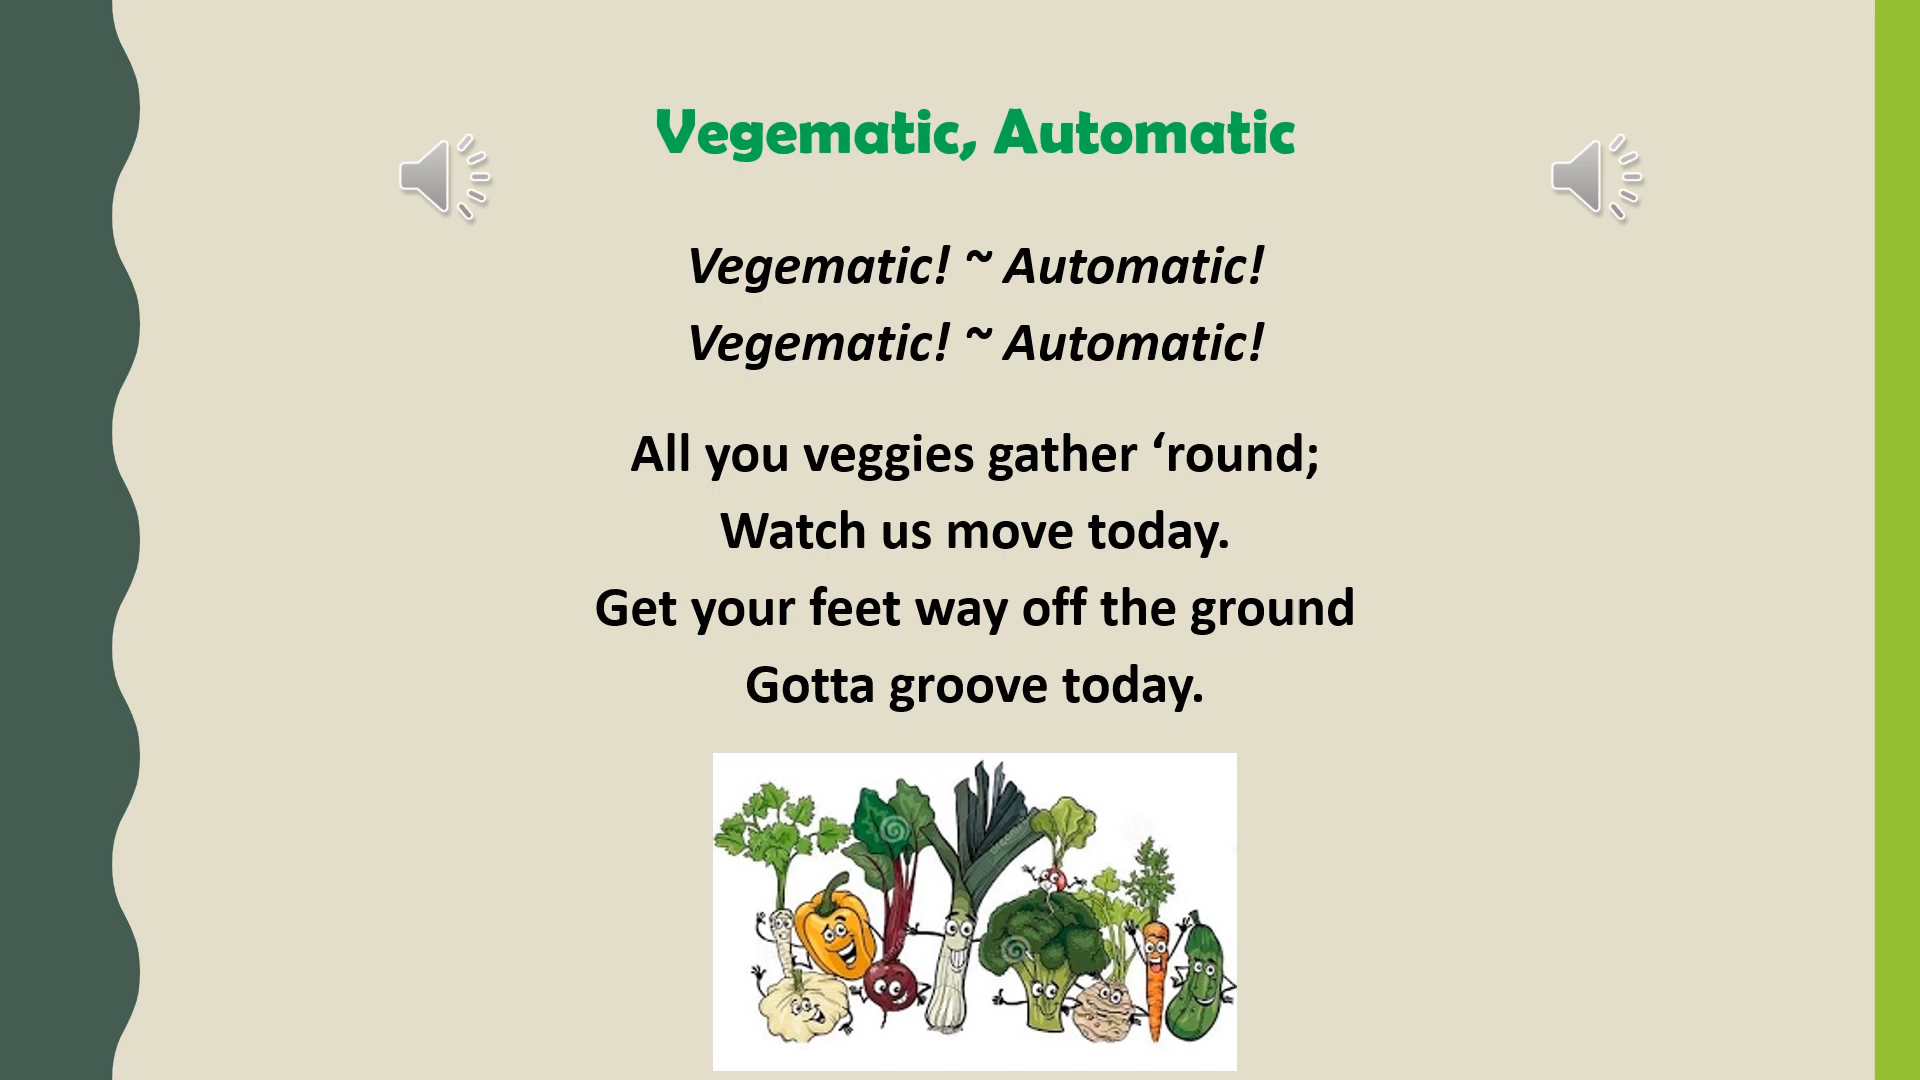 Vegematic, Automatic
Vegematic! ~ Automatic!
Vegematic! ~ Automatic!
All you veggies gather ‘round;
Watch us move today.
Get your feet way off the ground
Gotta groove today.